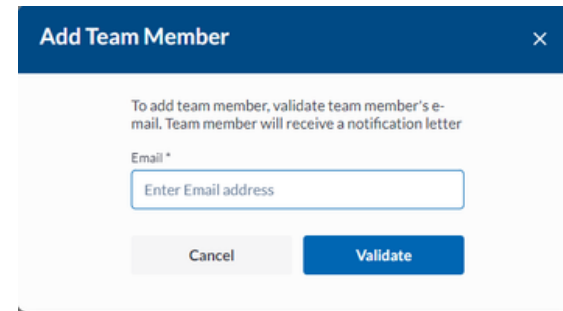 Add Team Member
To add team member, validate team member's e-
mail. Team member will receive a notification letter
Email *
Enter Email address
Cancel Validate